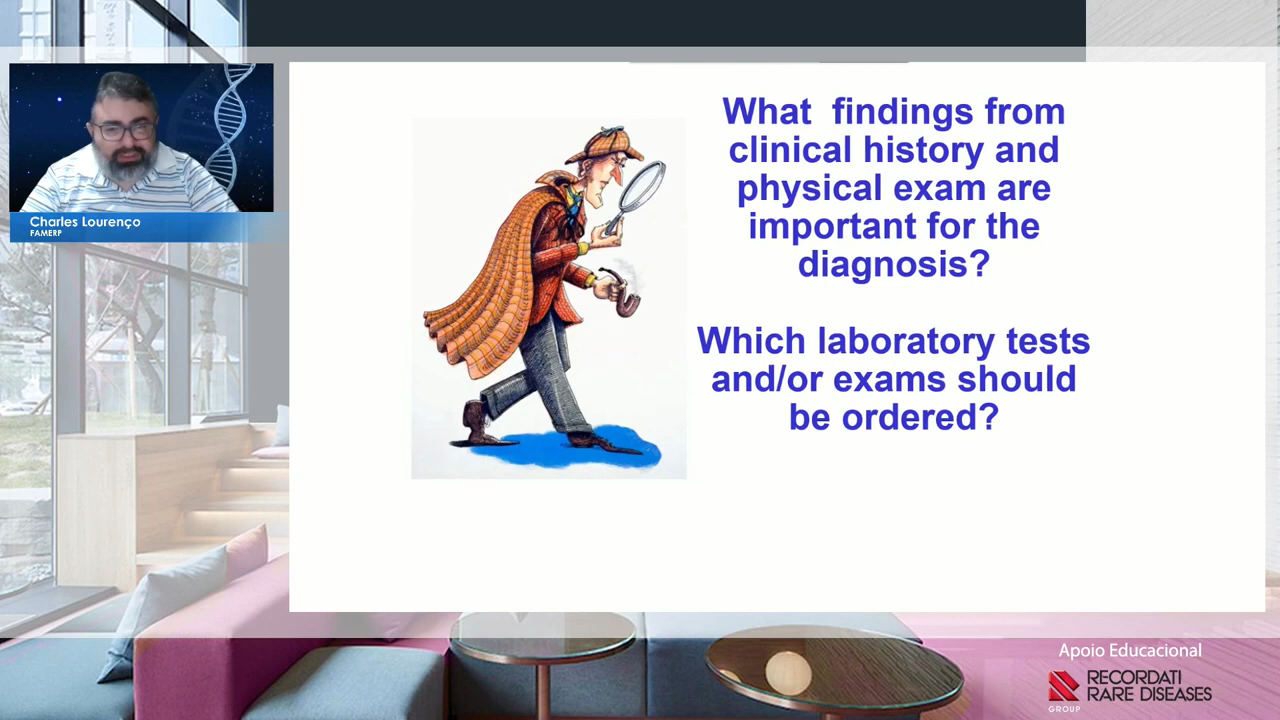 Charles Lourenço
FAMERP
What findings from
clinical history and
physical exam are
important for the
diagnosis?
Which laboratory tests
and/or exams should
be ordered?
Apoio Educacional
RECORDATI
RARE DISEASES
GROUP